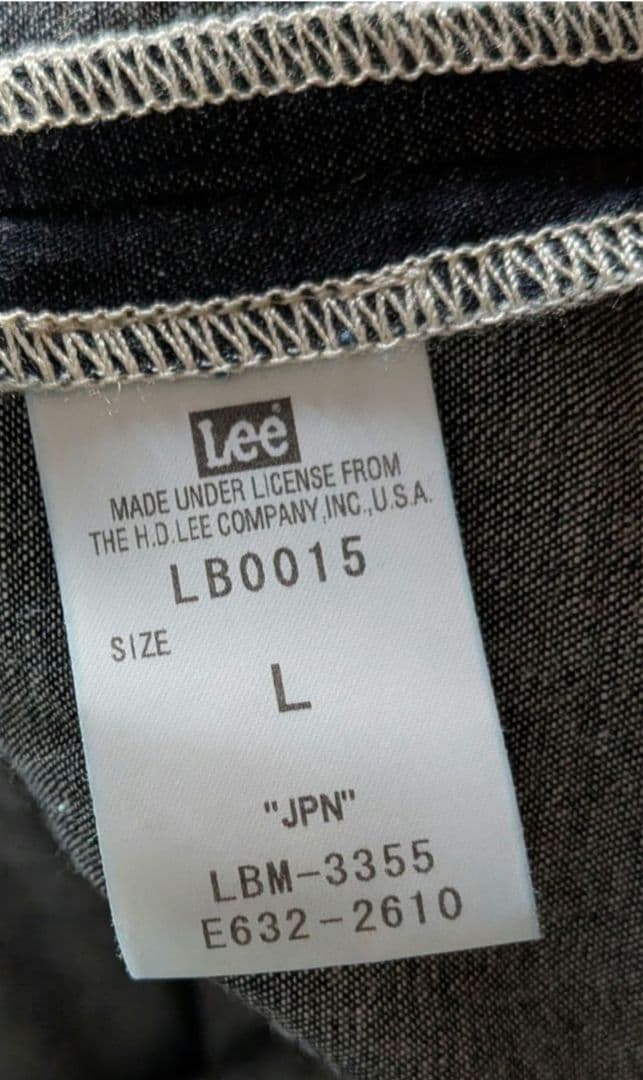 Lee®
MADE UNDER LICENSE FROM
THE H.D.LEE COMPANY,INC.,U.S.A.
LB0015
SIZE
L
"JPN"
LBM-3355
E632-2610